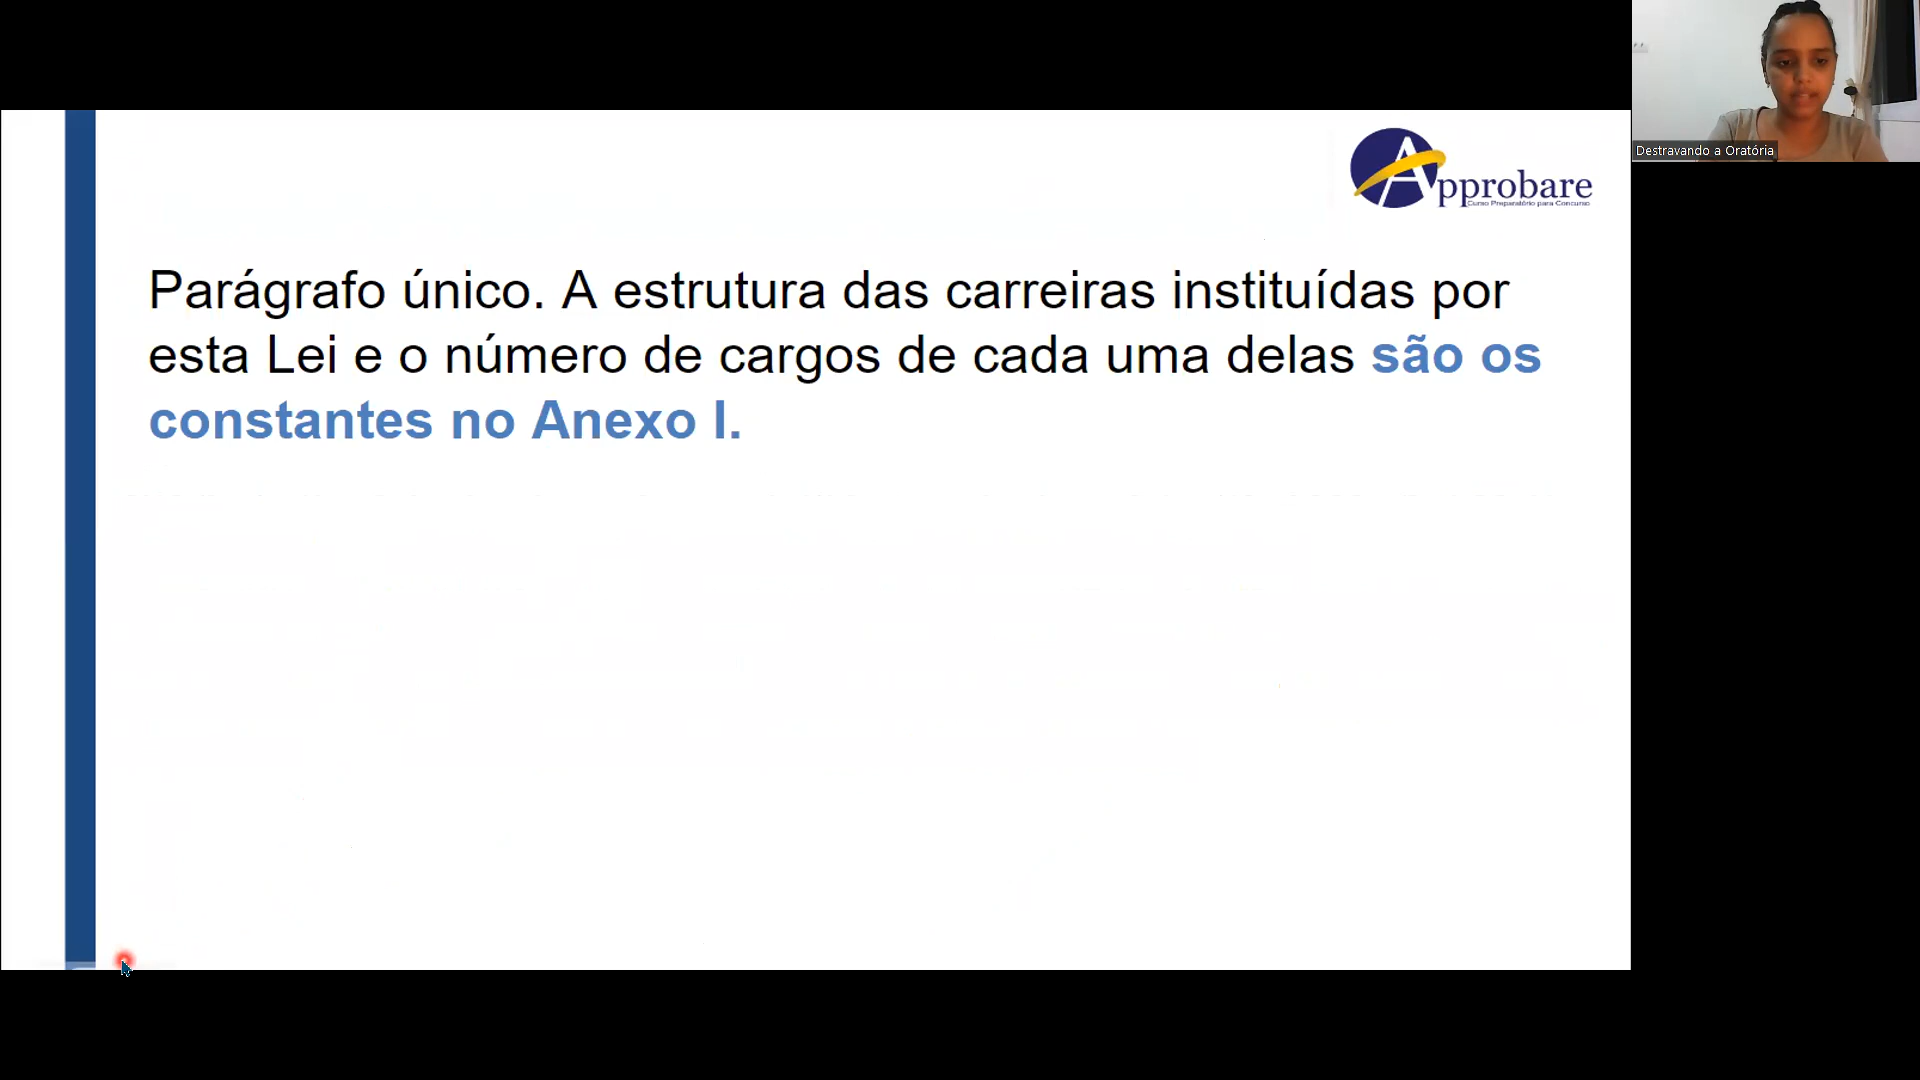 Destravando a Oratória
Approbare
Curso Preparatório para Concurso
Parágrafo único. A estrutura das carreiras instituídas por
esta Lei e o número de cargos de cada uma delas são os
constantes no Anexo I.